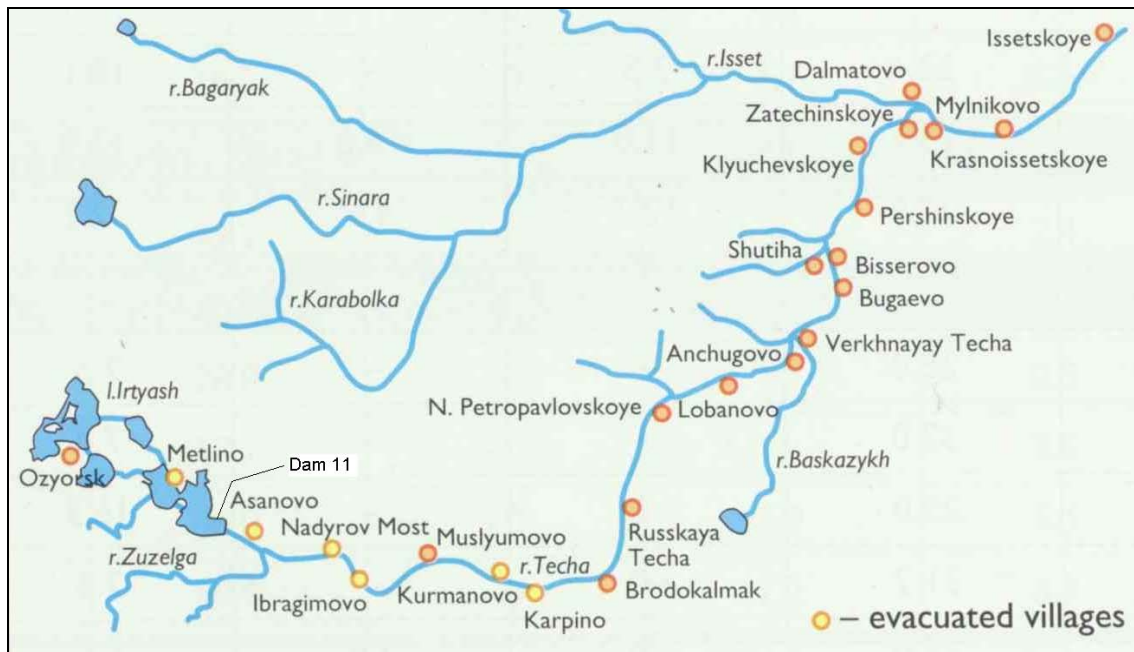 Issetskoye
r.Isset
Dalmatovo
r.Bagaryak
Zatechinskoye
Mylnikovo
Klyuchevskoye
Krasnoissetskoye
r.Sinara
Pershinskoye
Shutiha
Bisserovo
r.Karabolka
Bugaevo
Anchugovo
Verkhnayay Techa
l.Irtyash
N. Petropavlovskoye
Lobanovo
Metlino
Ozyorsk
Dam 11
r.Baskazykh
Asanovo
Nadyrov Most
Muslyumovo
Russkaya
Techa
r.Zuzelga
r.Techa
Ibragimovo
Kurmanovo
Brodokalmak
Karpino
– evacuated villages